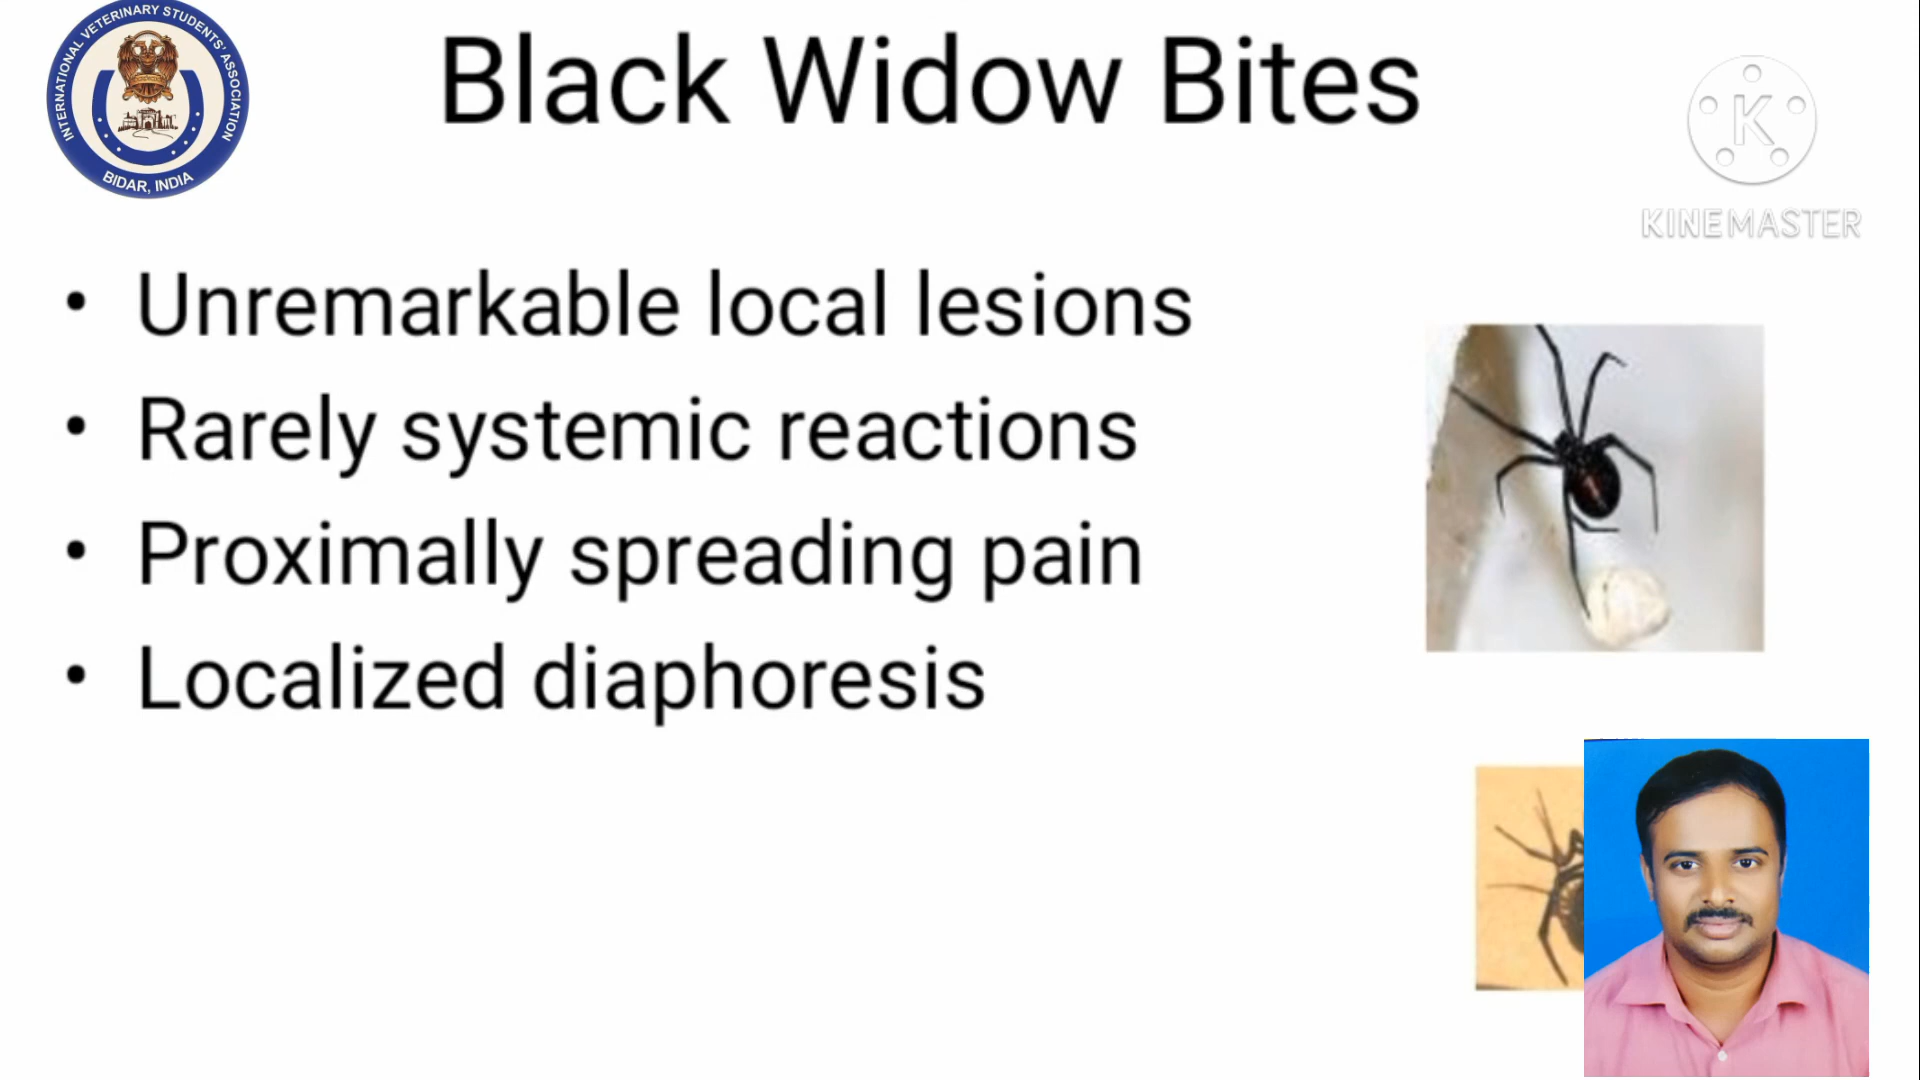 INTERNATIONAL VETERINARY STUDENTS' ASSOCIATION
BIDAR, INDIA
Black Widow Bites
K
KINEMASTER
• Unremarkable local lesions
• Rarely systemic reactions
• Proximally spreading pain
• Localized diaphoresis